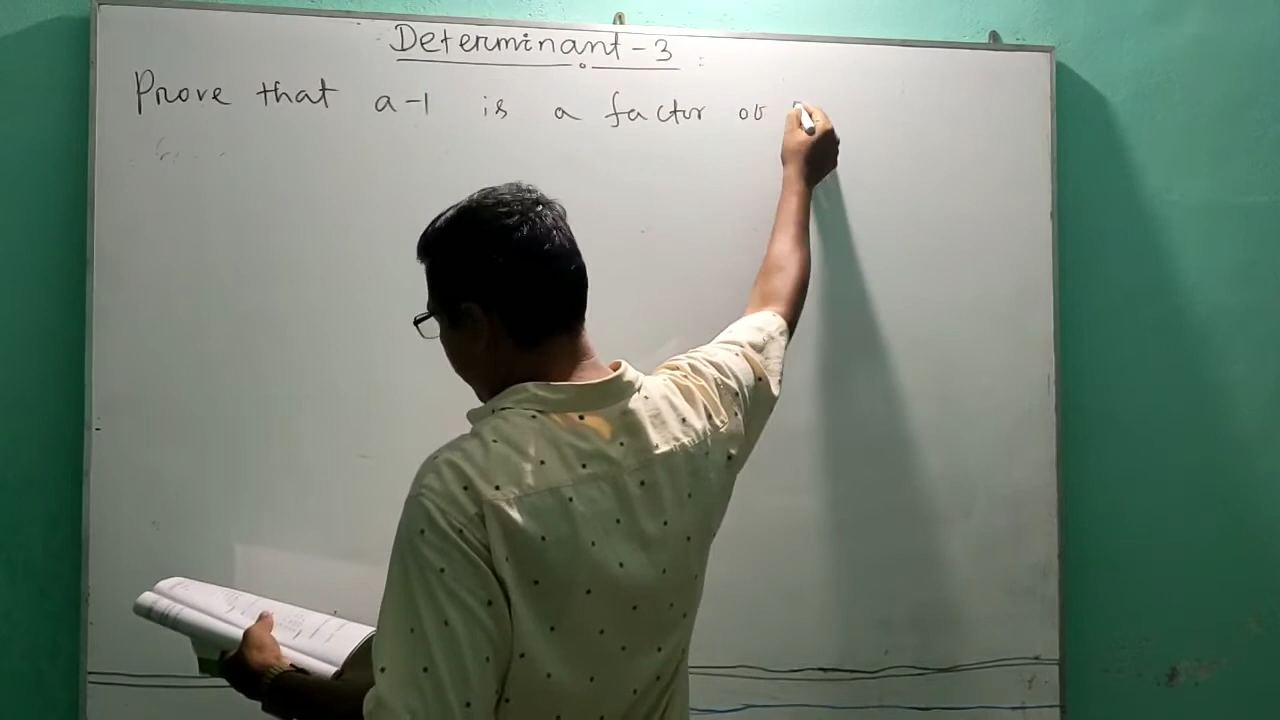 Determinant - 3
Prove that a-1 is a factor of